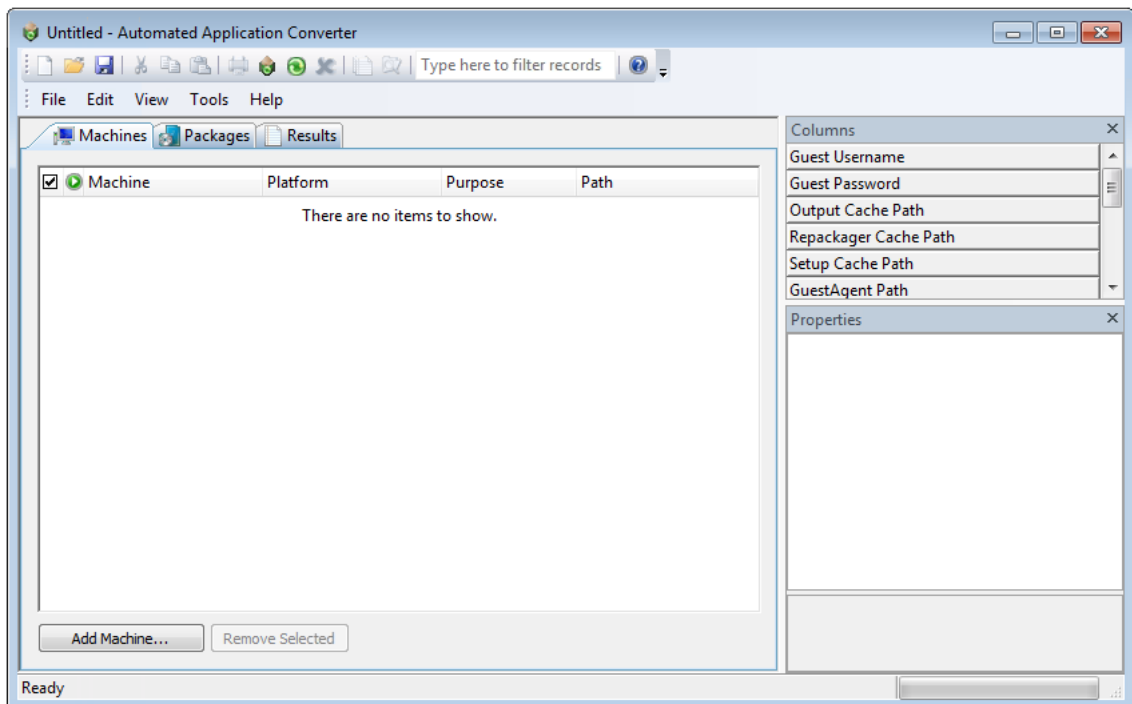 Untitled - Automated Application Converter
Type here to filter records
File Edit View Tools Help
Machines Packages Results
Machine Platform Purpose Path
There are no items to show.
Add Machine... Remove Selected
Columns
Guest Username
Guest Password
Output Cache Path
Repackager Cache Path
Setup Cache Path
GuestAgent Path
Properties
Ready